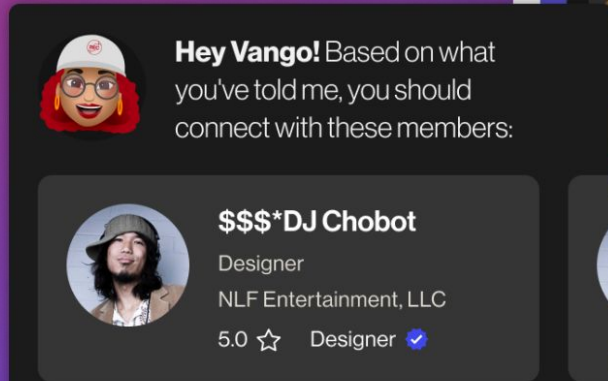 Hey Vango! Based on what
you've told me, you should
connect with these members:
$$$*DJ Chobot
Designer
NLF Entertainment, LLC
5.0 Designer